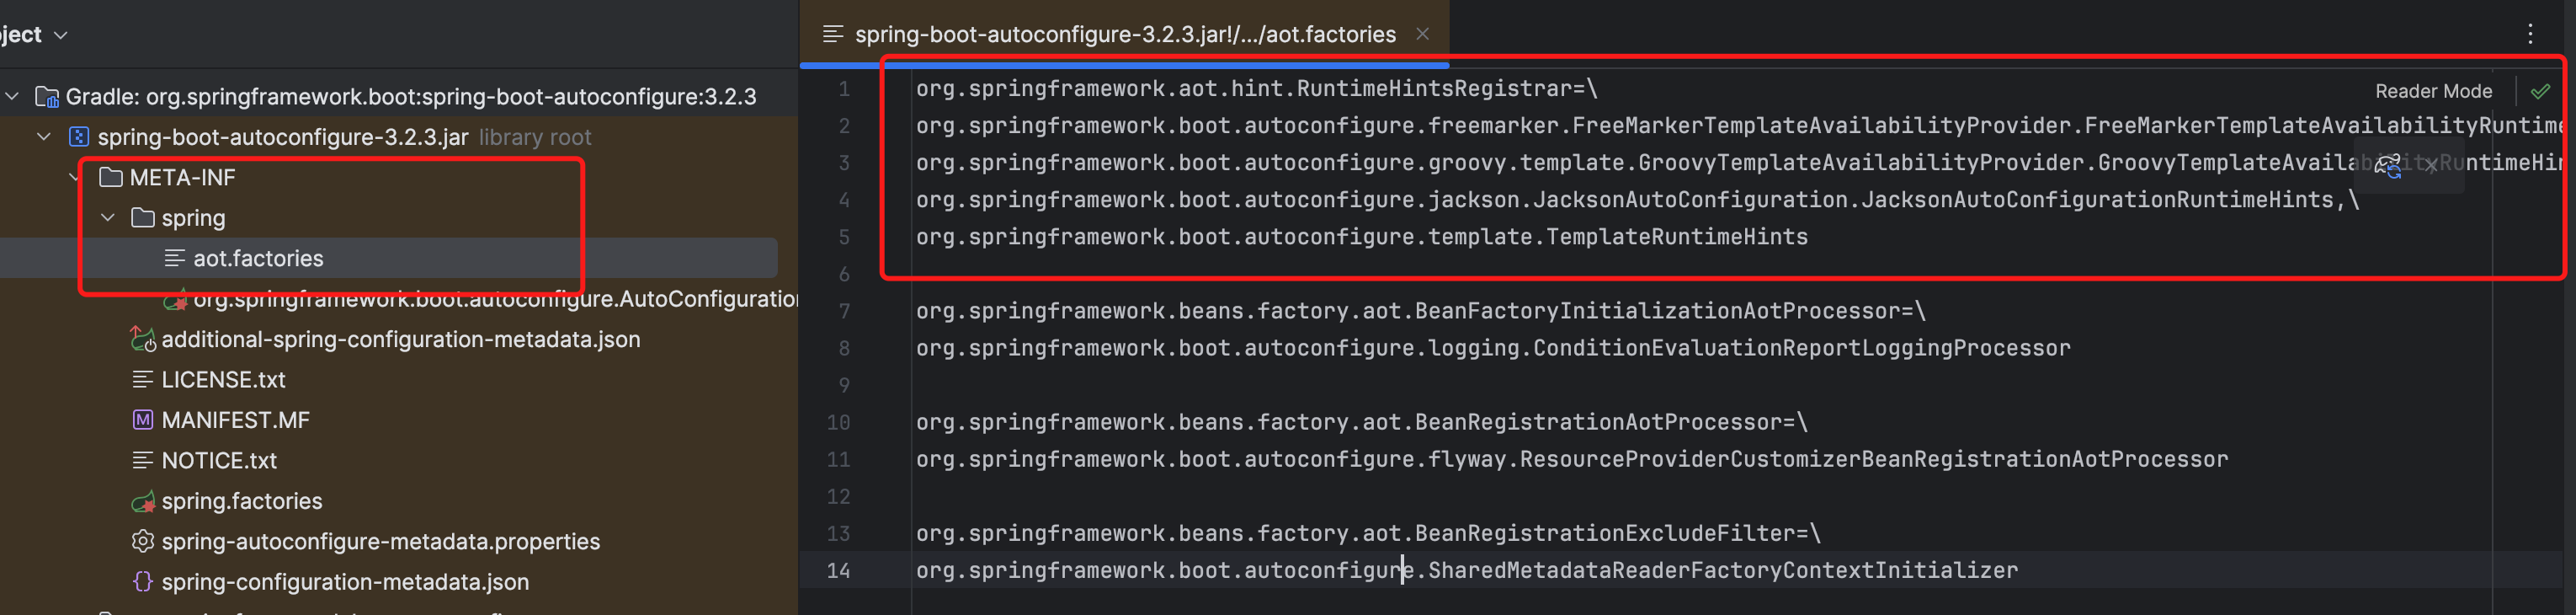 ject
Gradle: org.springframework.boot:spring-boot-autoconfigure:3.2.3
spring-boot-autoconfigure-3.2.3.jar library root
META-INF
spring
aot.factories
org.springframework.boot.autoconfigure.AutoConfiguratio
additional-spring-configuration-metadata.json
LICENSE.txt
MANIFEST.MF
NOTICE.txt
spring.factories
spring-autoconfigure-metadata.properties
spring-configuration-metadata.json
spring-boot-autoconfigure-3.2.3.jar!/.../aot.factories
Reader Mode
1 org.springframework.aot.hint.RuntimeHintsRegistrar=\
2 org.springframework.boot.autoconfigure.freemarker.FreeMarkerTemplateAvailabilityProvider.FreeMarkerTemplateAvailabilityRuntime
3 org.springframework.boot.autoconfigure.groovy.template.GroovyTemplateAvailabilityProvider.GroovyTemplateAvailabilityRuntimeHin
4 org.springframework.boot.autoconfigure.jackson.JacksonAutoConfiguration.JacksonAutoConfigurationRuntimeHints,\
5 org.springframework.boot.autoconfigure.template.TemplateRuntimeHints
6
7 org.springframework.beans.factory.aot.BeanFactoryInitializationAotProcessor=\
8 org.springframework.boot.autoconfigure.logging.ConditionEvaluationReportLoggingProcessor
9
10 org.springframework.beans.factory.aot.BeanRegistrationAotProcessor=\
11 org.springframework.boot.autoconfigure.flyway.ResourceProviderCustomizerBeanRegistrationAotProcessor
12
13 org.springframework.beans.factory.aot.BeanRegistrationExcludeFilter=\
14 org.springframework.boot.autoconfigure.SharedMetadataReaderFactoryContextInitializer